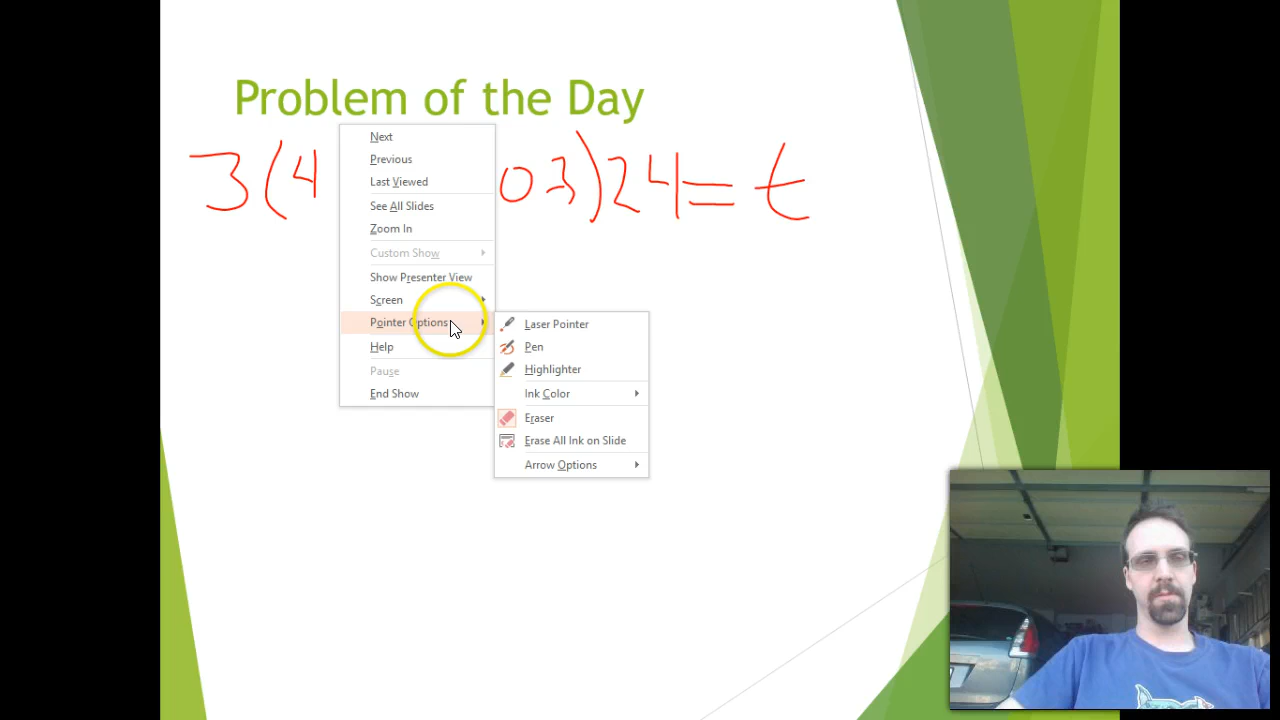 Problem of the Day
3(4 03)24=t
Next
Previous
Last Viewed
See All Slides
Zoom In
Custom Show
Show Presenter View
Screen
Pointer Options
Help
Pause
End Show
Laser Pointer
Pen
Highlighter
Ink Color
Eraser
Erase All Ink on Slide
Arrow Options